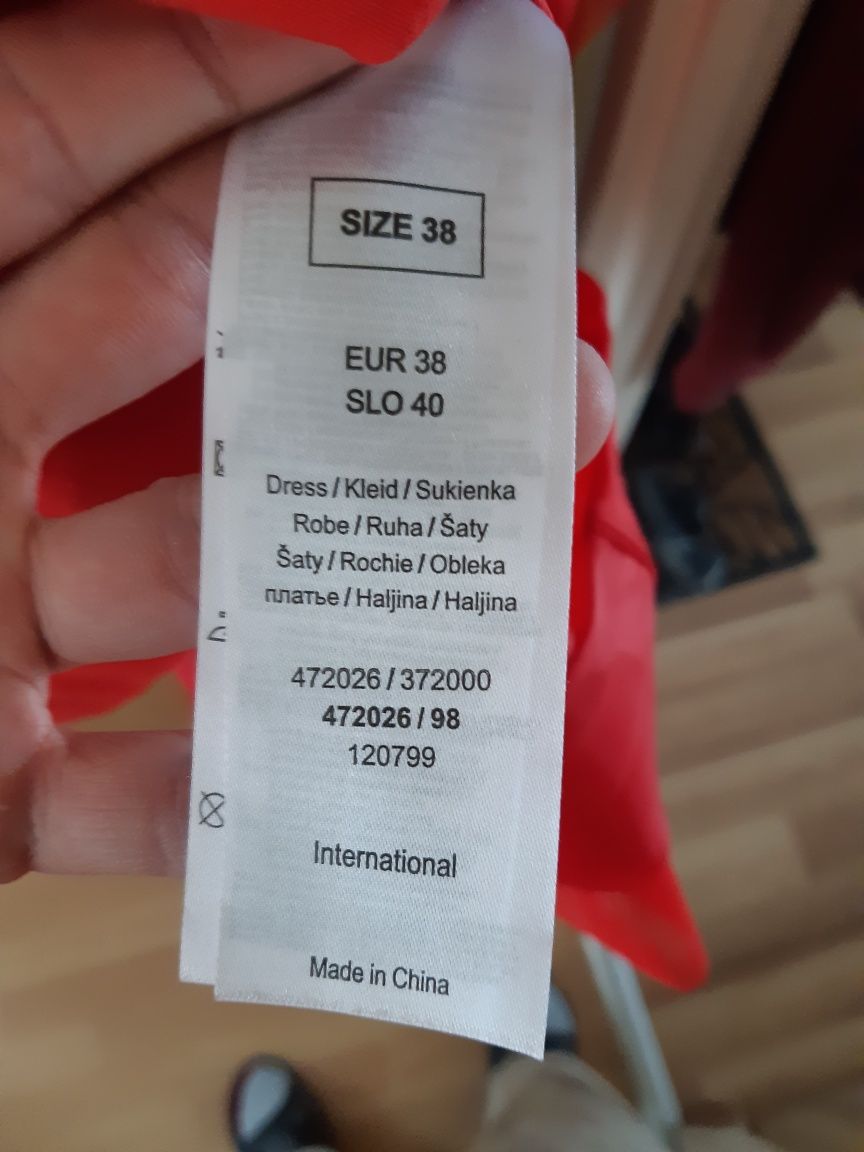 SIZE 38
EUR 38
SLO 40
Dress / Kleid / Sukienka
Robe / Ruha / Šaty
Šaty / Rochie / Obleka
платье / Haljina / Haljina
472026 / 372000
472026 / 98
120799
International
Made in China